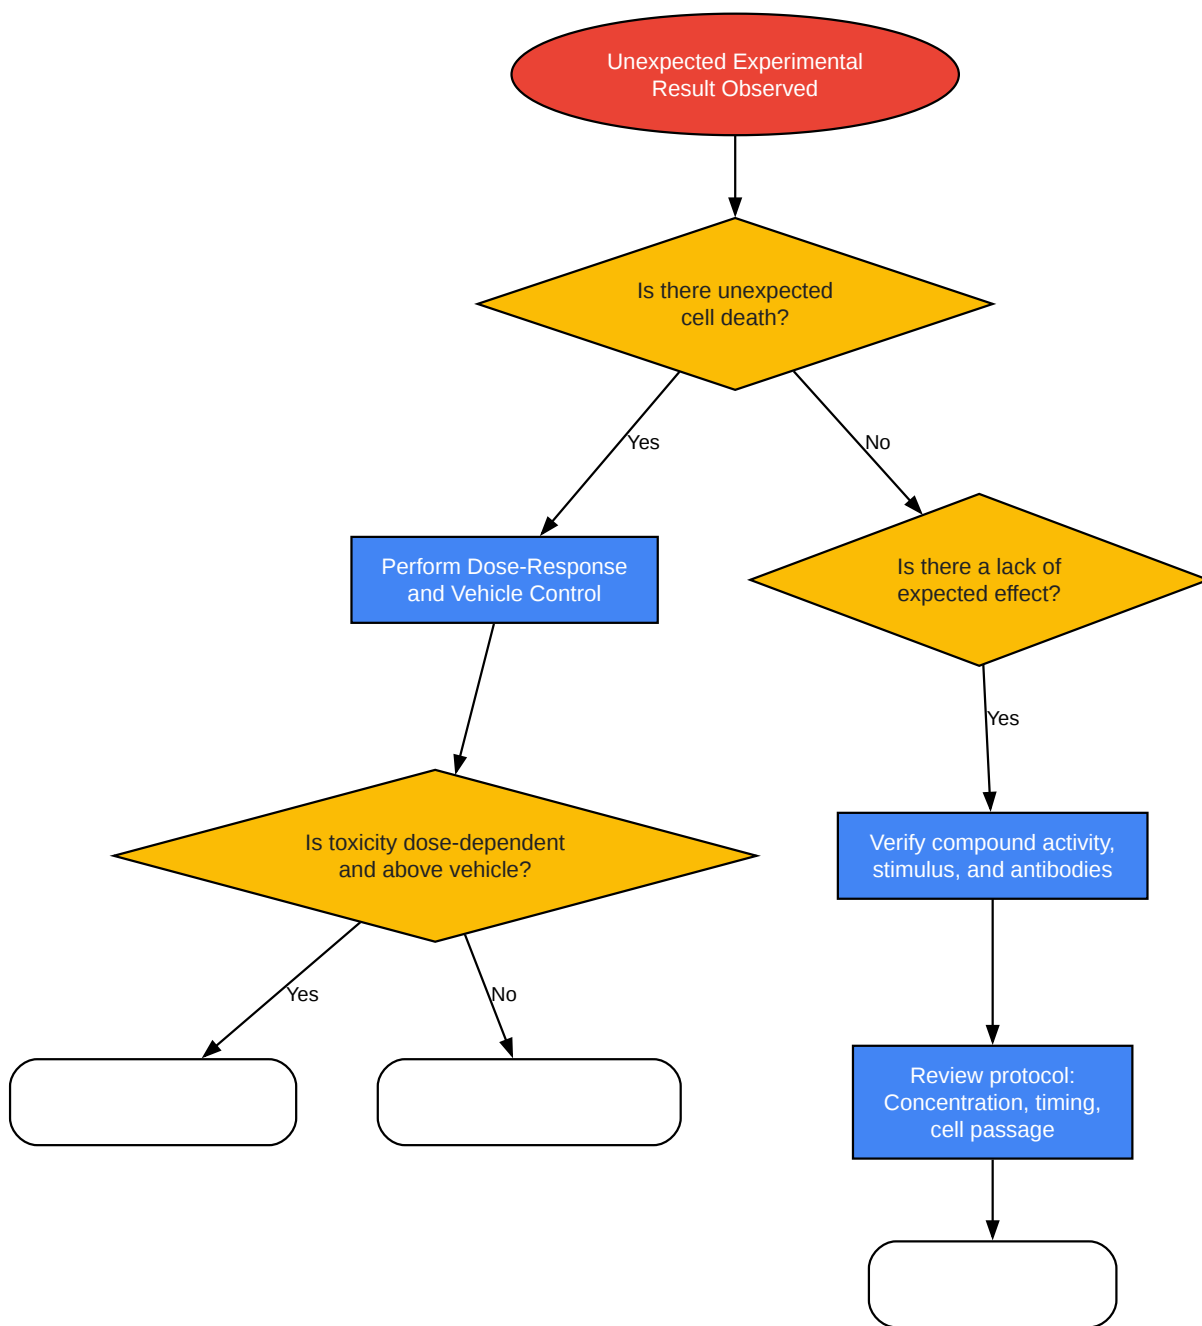 Unexpected Experimental
Result Observed
Is there unexpected
cell death?
Yes
No
Perform Dose-Response
and Vehicle Control
Is there a lack of
expected effect?
Yes
Is toxicity dose-dependent
and above vehicle?
Verify compound activity,
stimulus, and antibodies
Yes
No
Review protocol:
Concentration, timing,
cell passage